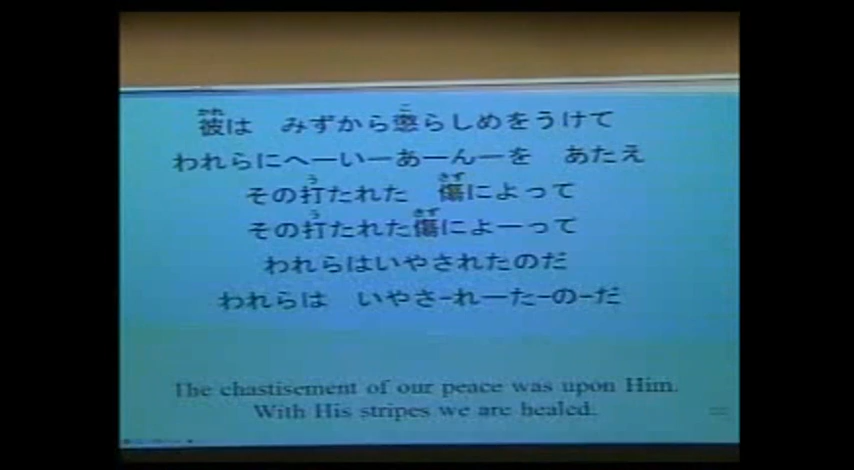 彼は みずから懲らしめをうけて
われらにへーいーあーんーを あたえ
その打たれた 傷によって
その打たれた傷によーって
われらはいやされたのだ
われらは いやさ-れーた-の-だ
The chastisement of our peace was upon Him.
With His stripes we are healed.